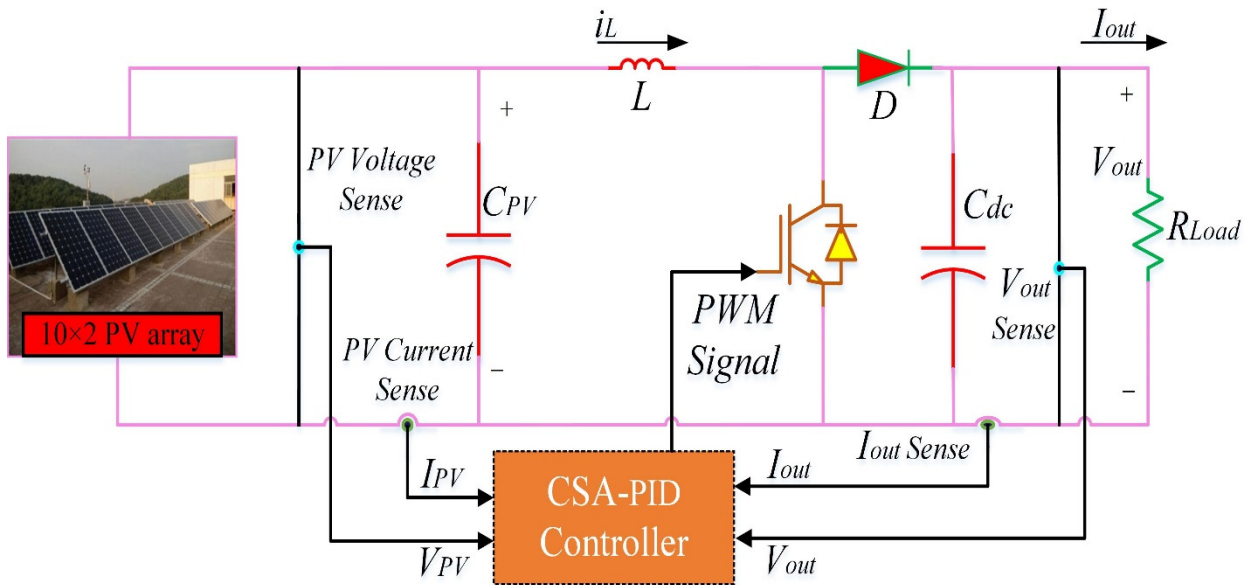 iL
Iout
L
D
+
+
PV Voltage
Sense
CPV
Cdc
Vout
RLoad
PWM
Signal
Vout
Sense
10×2 PV array
PV Current
Sense
–
–
Iout Sense
IPV
CSA-PID
Controller
Iout
VPV
Vout